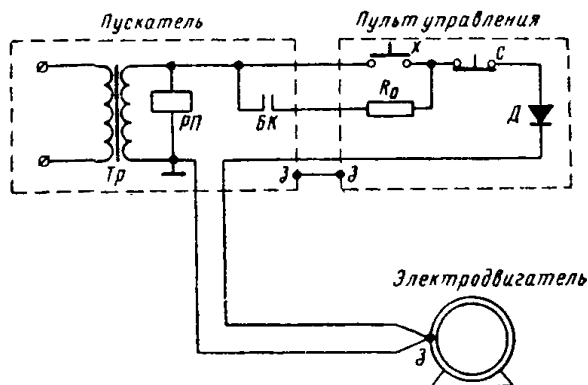 Пускатель
Пульт управления
Х
С
R₀
РП
БК
Д
Тр
З З
Электродвигатель
З